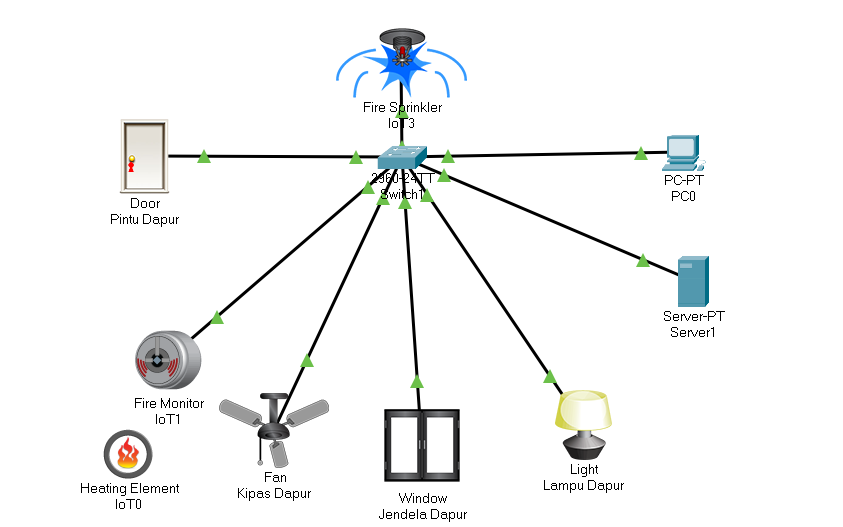 Fire Sprinkler
IoT3
2960-24TT
Switch1
PC-PT
PC0
Door
Pintu Dapur
Server-PT
Server1
Fire Monitor
IoT1
Heating Element
IoT0
Fan
Kipas Dapur
Window
Jendela Dapur
Light
Lampu Dapur